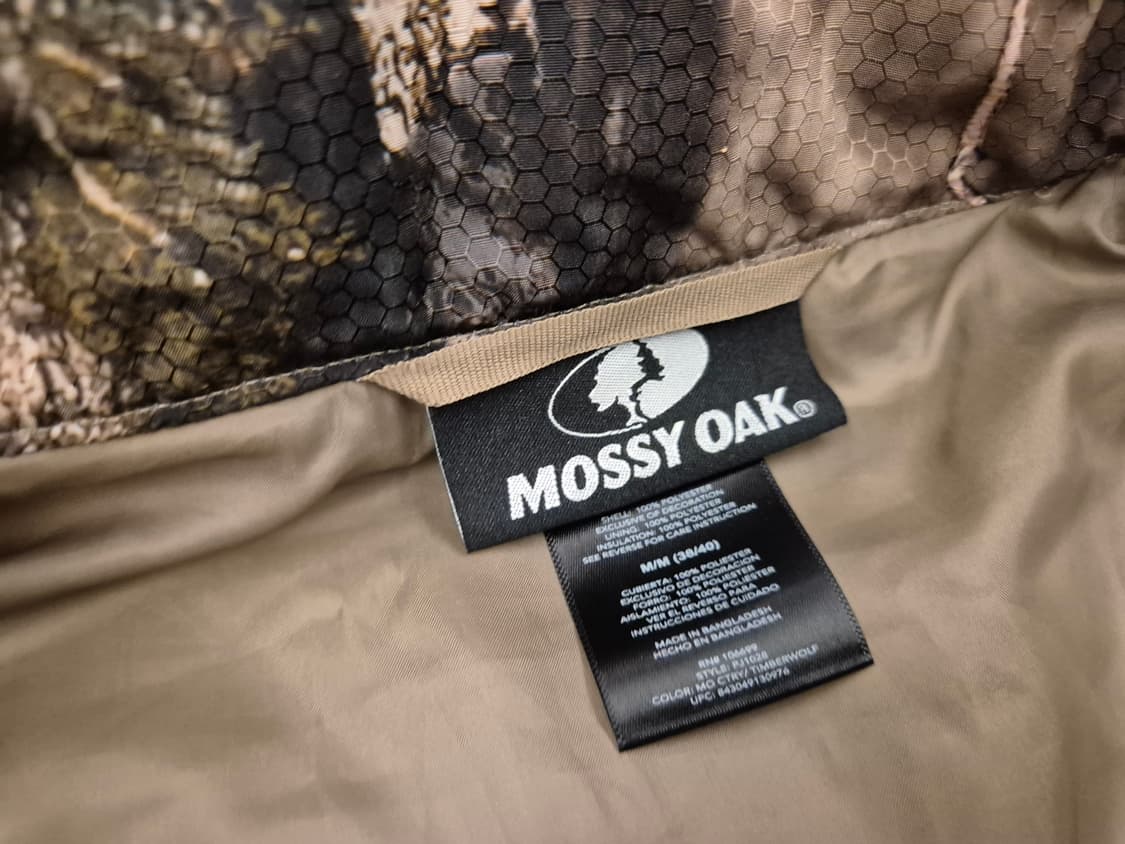 MOSSY OAK®
SHELL: 100% POLYESTER
EXCLUSIVE OF DECORATION
LINING: 100% POLYESTER
INSULATION: 100% POLYESTER
SEE REVERSE FOR CARE INSTRUCTION
M/M (38/40)
CUBIERTA: 100% POLIESTER
EXCLUSIVO DE DECORACION
FORRO: 100% POLIESTER
AISLAMIENTO: 100% POLIESTER
VER EL REVERSO PARA
INSTRUCCIONES DE CUIDADO
MADE IN BANGLADESH
HECHO EN BANGLADESH
RN# 106699
STYLE: PJ1028
COLOR: MO CTRY/ TIMBERWOLF
UPC: 843049130976